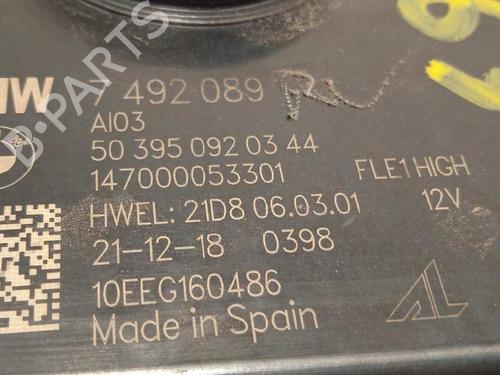 7 492 089
AI03
50 395 092 03 44
147000053301
FLE1 HIGH
HWEL: 21D8 06.03.01
12V
21-12-18 0398
10EEG160486
AL
Made in Spain
B-PARTS